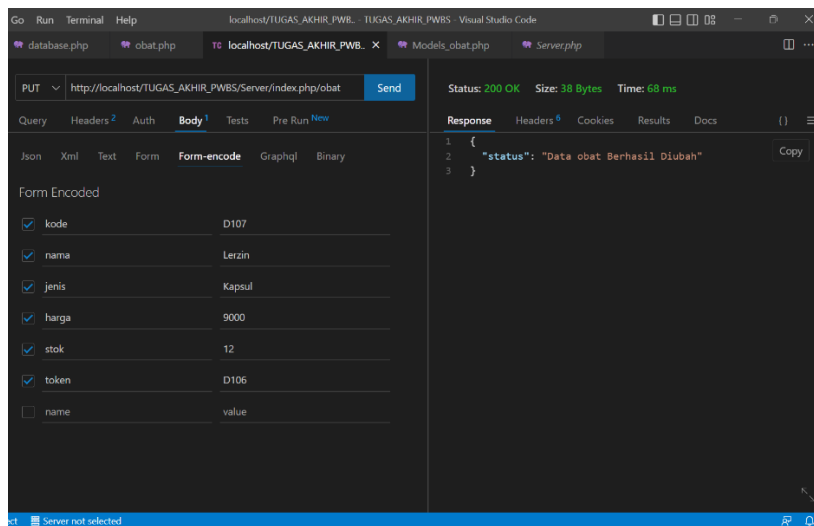 Go Run Terminal Help localhost/TUGAS_AKHIR_PWB.. - TUGAS_AKHIR_PWBS - Visual Studio Code
database.php obat.php TC localhost/TUGAS_AKHIR_PWB.. Models_obat.php Server.php
PUT http://localhost/TUGAS_AKHIR_PWBS/Server/index.php/obat Send
Query Headers 2 Auth Body 1 Tests Pre Run New
Json Xml Text Form Form-encode Graphql Binary
Form Encoded
kode D107
nama Lerzin
jenis Kapsul
harga 9000
stok 12
token D106
name value
Status: 200 OK Size: 38 Bytes Time: 68 ms
Response Headers 6 Cookies Results Docs { }
1 {
2 "status": "Data obat Berhasil Diubah"
3 }
Copy
ct Server not selected